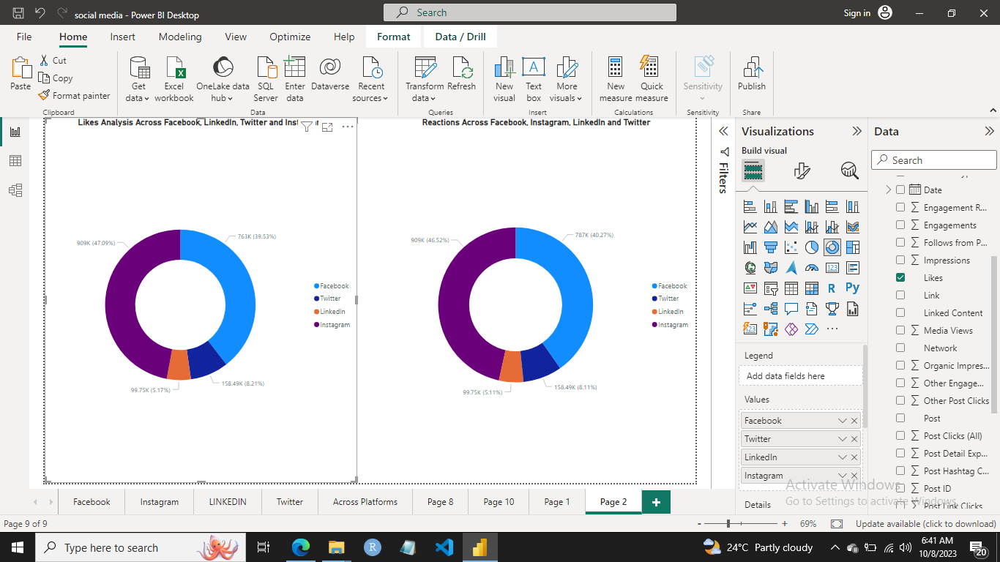 social media - Power BI Desktop
Search
Sign in
File Home Insert Modeling View Optimize Help Format Data / Drill
Paste
Cut
Copy
Format painter
Clipboard
Get data
Excel workbook
OneLake data hub
SQL Server
Enter data
Dataverse
Recent sources
Data
Transform data
Refresh
Queries
New visual
Text box
More visuals
Insert
New measure
Quick measure
Calculations
Sensitivity
Sensitivity
Publish
Share
Likes Analysis Across Facebook, LinkedIn, Twitter and Ins
909K (47.09%)
763K (39.53%)
99.75K (5.17%)
158.49K (8.21%)
Facebook
Twitter
LinkedIn
Instagram
Reactions Across Facebook, Instagram, LinkedIn and Twitter
909K (46.52%)
787K (40.27%)
99.75K (5.11%)
158.49K (8.11%)
Facebook
Twitter
LinkedIn
Instagram
Filters
Visualizations
Build visual
123
R
Py
123
Legend
Add data fields here
Values
Facebook
Twitter
LinkedIn
Instagram
Details
Data
Search
Date
Engagement R...
Engagements
Follows from P...
Impressions
Likes
Link
Linked Content
Media Views
Network
Organic Impres...
Other Engage...
Other Post Clicks
Post
Post Clicks (All)
Post Detail Exp...
Post Hashtag C...
Post ID
Post Link Clicks
Activate Windows
Go to Settings to activate Windows.
Facebook Instagram LINKEDIN Twitter Across Platforms Page 8 Page 10 Page 1 Page 2 +
Page 9 of 9
- + 69%
Update available (click to download)
Type here to search
R
24°C Partly cloudy
6:41 AM
10/8/2023
20